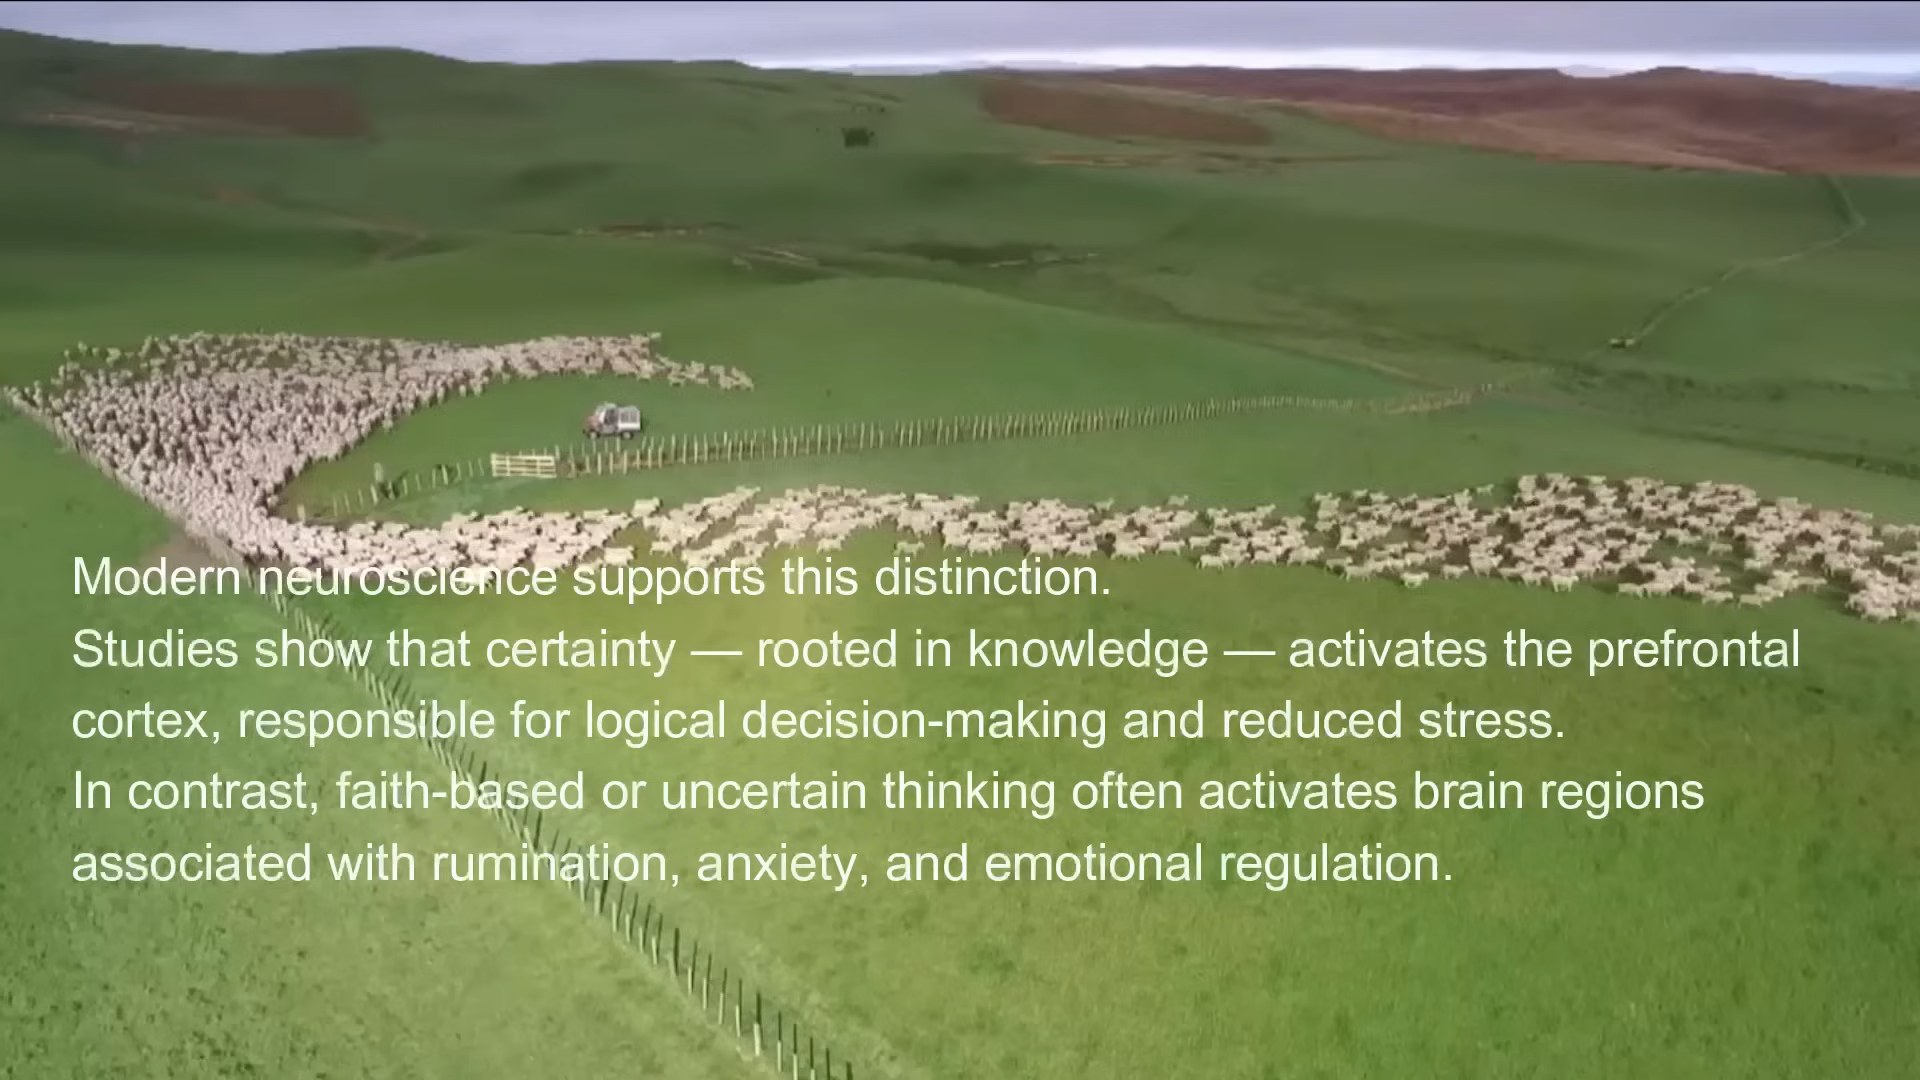 Modern neuroscience supports this distinction.
Studies show that certainty — rooted in knowledge — activates the prefrontal
cortex, responsible for logical decision-making and reduced stress.
In contrast, faith-based or uncertain thinking often activates brain regions
associated with rumination, anxiety, and emotional regulation.